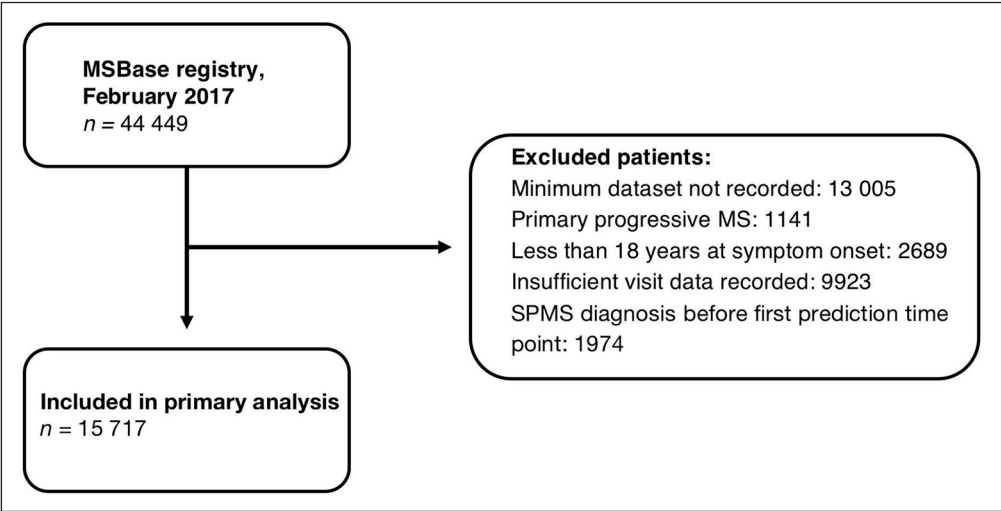 MSBase registry,
February 2017
n = 44 449
Excluded patients:
Minimum dataset not recorded: 13 005
Primary progressive MS: 1141
Less than 18 years at symptom onset: 2689
Insufficient visit data recorded: 9923
SPMS diagnosis before first prediction time
point: 1974
Included in primary analysis
n = 15 717